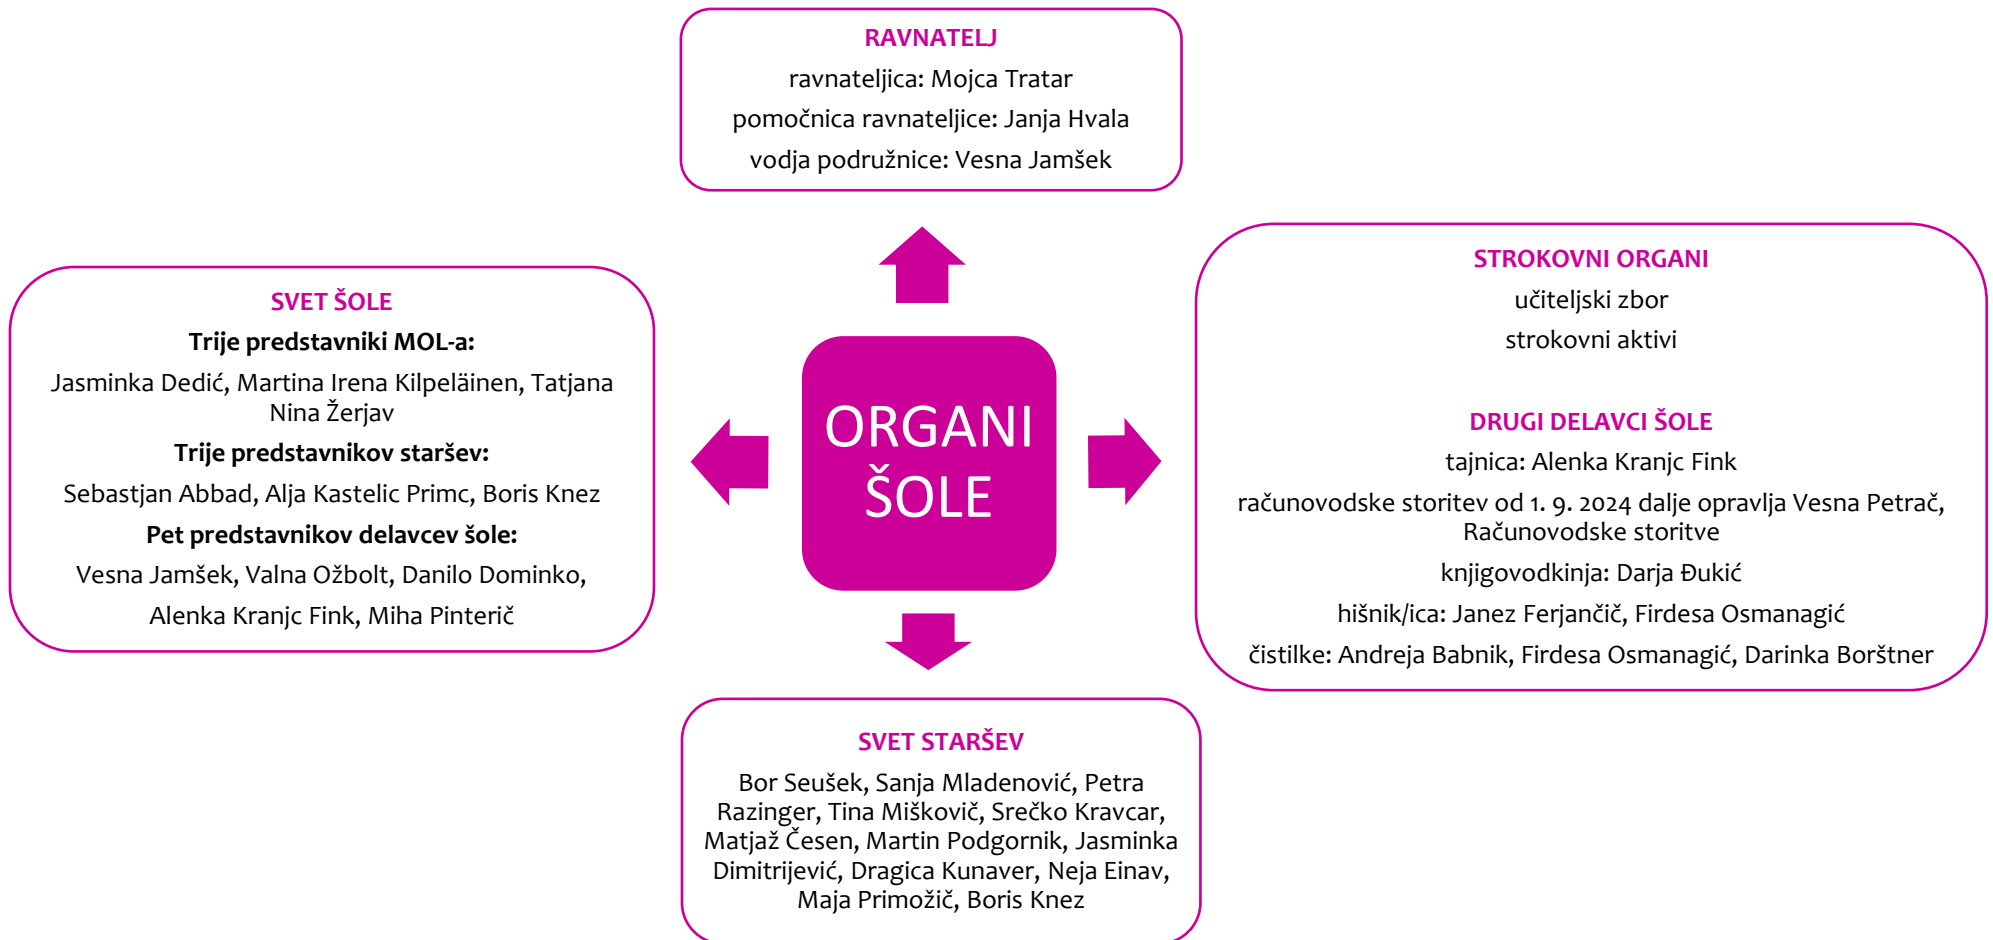 RAVNATELJ
ravnateljica: Mojca Tratar
pomočnica ravnateljice: Janja Hvala
vodja podružnice: Vesna Jamšek
SVET ŠOLE
Trije predstavniki MOL-a:
Jasminka Dedić, Martina Irena Kilpeläinen, Tatjana
Nina Žerjav
Trije predstavnikov staršev:
Sebastjan Abbad, Alja Kastelic Primc, Boris Knez
Pet predstavnikov delavcev šole:
Vesna Jamšek, Valna Ožbolt, Danilo Dominko,
Alenka Kranjc Fink, Miha Pinterič
ORGANI
ŠOLE
STROKOVNI ORGANI
učiteljski zbor
strokovni aktivi
DRUGI DELAVCI ŠOLE
tajnica: Alenka Kranjc Fink
računovodske storitev od 1. 9. 2024 dalje opravlja Vesna Petrač,
Računovodske storitve
knjigovodkinja: Darja Đukić
hišnik/ica: Janez Ferjančič, Firdesa Osmanagić
čistilke: Andreja Babnik, Firdesa Osmanagić, Darinka Borštner
SVET STARŠEV
Bor Seušek, Sanja Mladenović, Petra
Razinger, Tina Miškovič, Srečko Kravcar,
Matjaž Česen, Martin Podgornik, Jasminka
Dimitrijević, Dragica Kunaver, Neja Einav,
Maja Primožič, Boris Knez